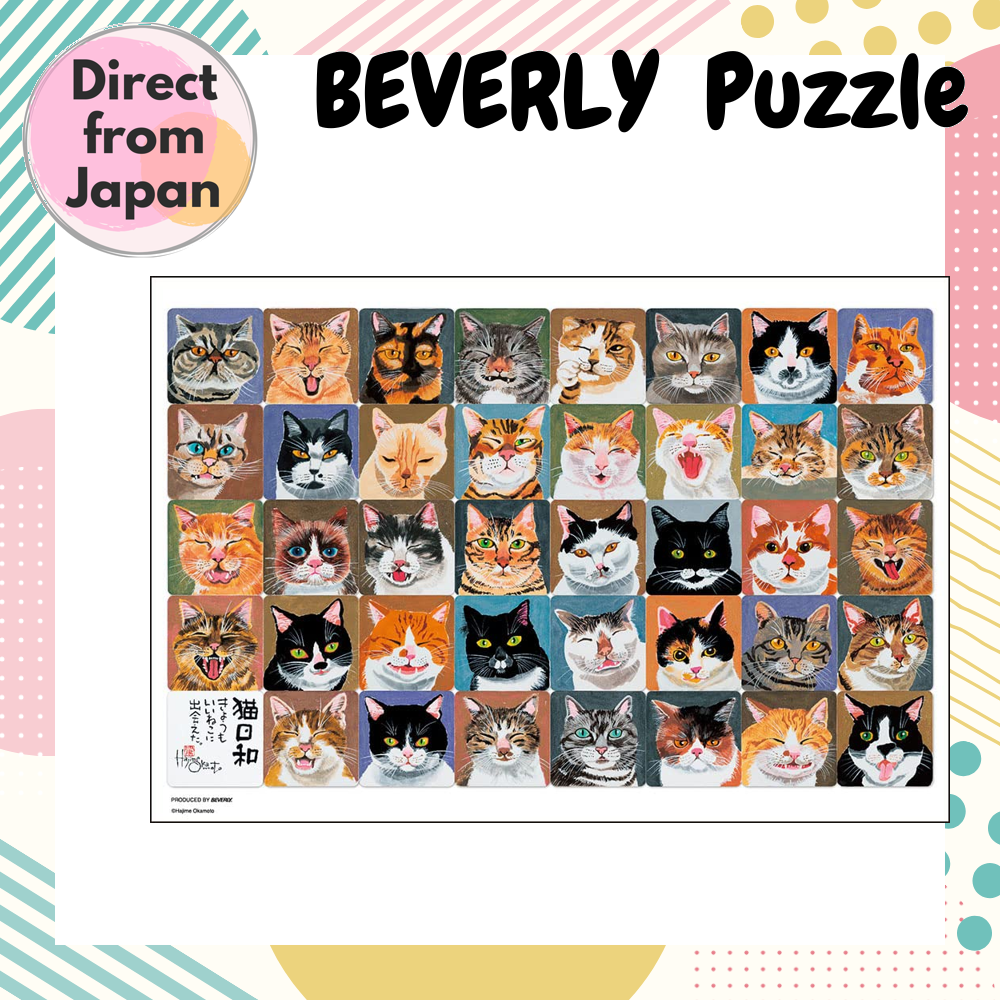 Direct
from
Japan
BEVERLY Puzzle
猫日和
きょうも
いいねこに
出会えた。
PRODUCED BY BEVERLY.
©Hajime Okamoto